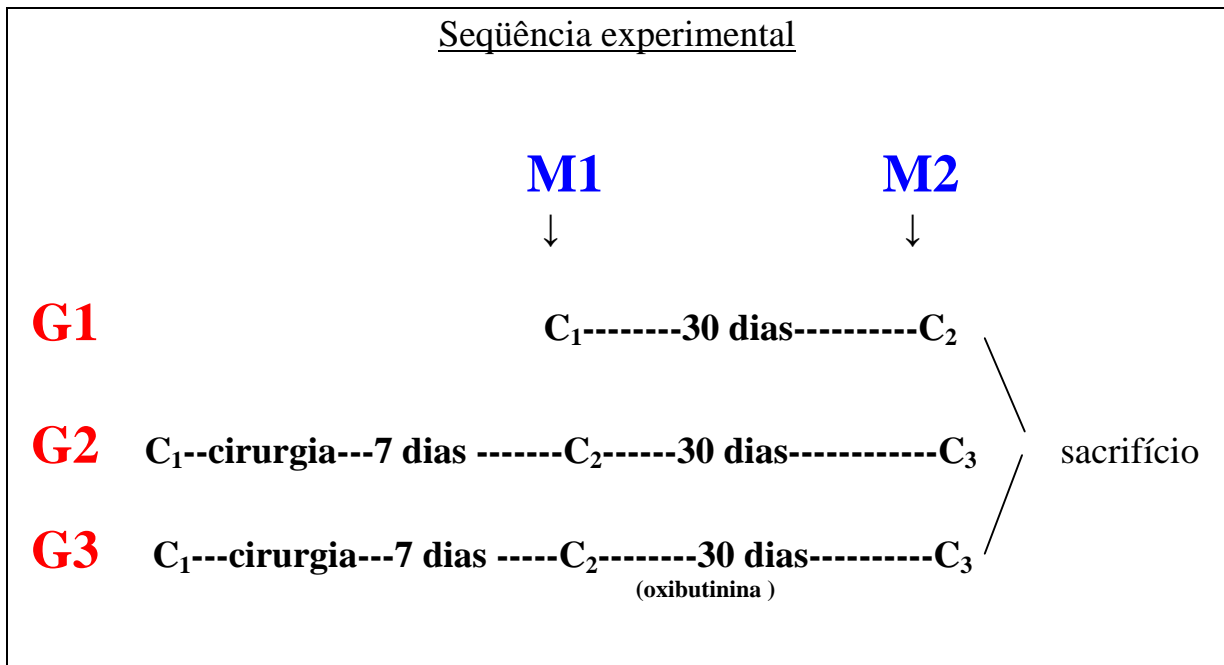 Seqüência experimental
M1 M2
↓ ↓
G1 C₁--------30 dias----------C₂
G2 C₁--cirurgia---7 dias -------C₂------30 dias------------C₃ sacrifício
G3 C₁---cirurgia---7 dias -----C₂--------30 dias----------C₃
(oxibutinina )